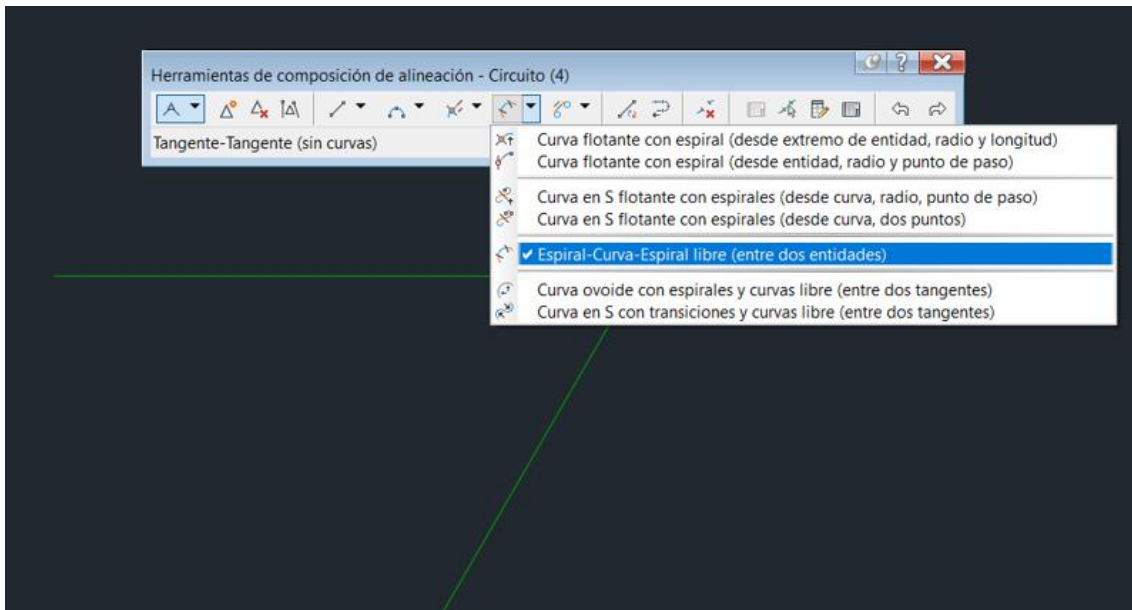 Herramientas de composición de alineación - Circuito (4)
Tangente-Tangente (sin curvas)
Curva flotante con espiral (desde extremo de entidad, radio y longitud)
Curva flotante con espiral (desde entidad, radio y punto de paso)
Curva en S flotante con espirales (desde curva, radio, punto de paso)
Curva en S flotante con espirales (desde curva, dos puntos)
Espiral-Curva-Espiral libre (entre dos entidades)
Curva ovoide con espirales y curvas libre (entre dos tangentes)
Curva en S con transiciones y curvas libre (entre dos tangentes)